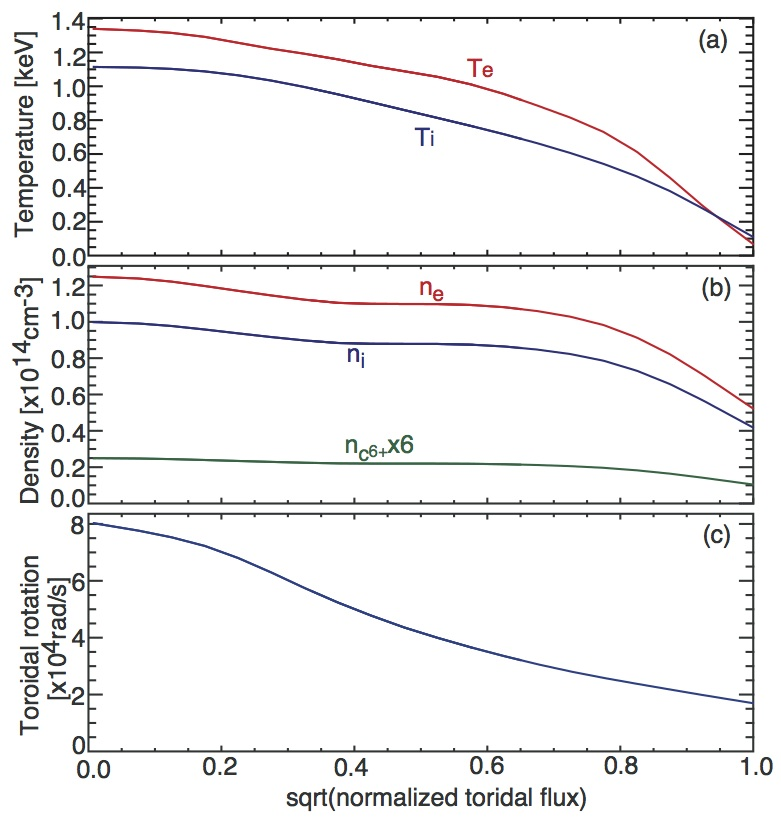 1.4
1.2
1.0
0.8
0.6
0.4
0.2
0.0
Temperature [keV]
(a)
Te
Ti
1.2
1.0
0.8
0.6
0.4
0.2
0.0
Density [x10^14cm-3]
(b)
ne
ni
nc6+x6
8
6
4
2
0
Toroidal rotation
[x10^4rad/s]
(c)
0.0 0.2 0.4 0.6 0.8 1.0
sqrt(normalized toridal flux)